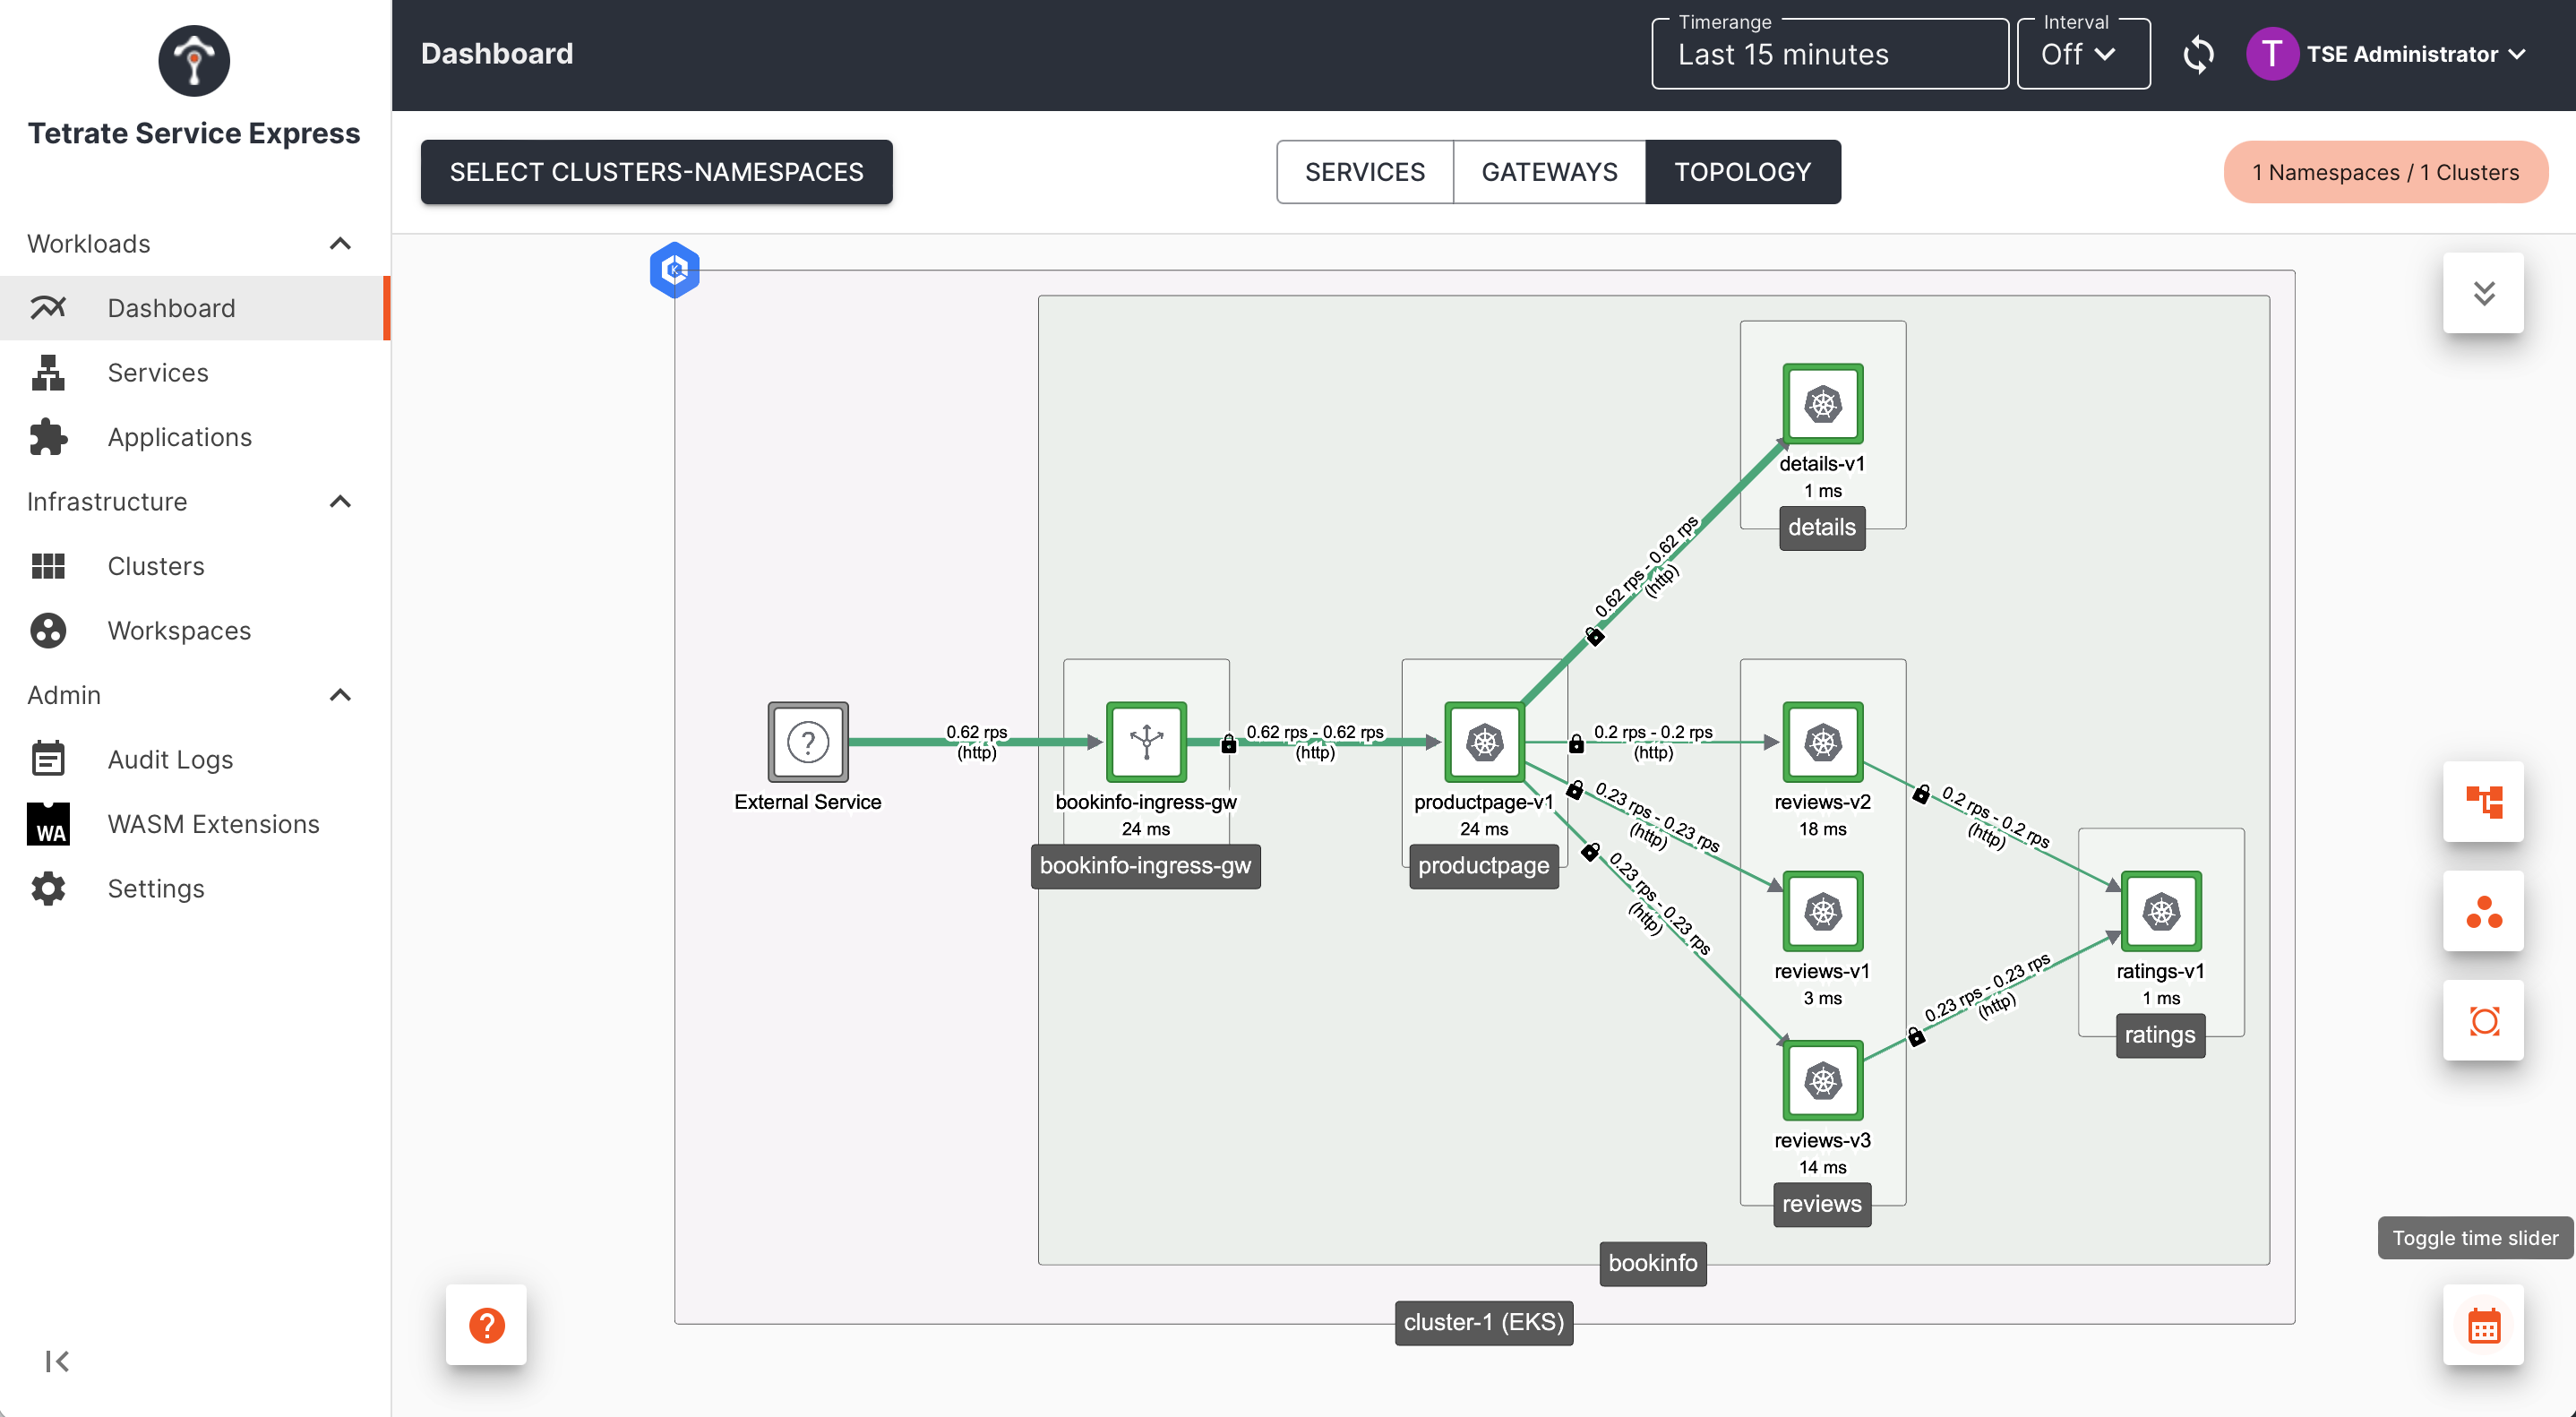 Tetrate Service Express
Workloads
Dashboard
Services
Applications
Infrastructure
Clusters
Workspaces
Admin
Audit Logs
WA
WASM Extensions
Settings
Dashboard
Timerange
Last 15 minutes
Interval
Off
T
TSE Administrator
SELECT CLUSTERS-NAMESPACES
SERVICES
GATEWAYS
TOPOLOGY
1 Namespaces / 1 Clusters
K
details-v1
1 ms
details
0.62 rps - 0.62 rps
(http)
?
External Service
0.62 rps
(http)
bookinfo-ingress-gw
24 ms
bookinfo-ingress-gw
0.62 rps - 0.62 rps
(http)
productpage-v1
24 ms
productpage
0.2 rps - 0.2 rps
(http)
0.23 rps - 0.23 rps
(http)
0.23 rps - 0.23 rps
(http)
reviews-v2
18 ms
reviews-v1
3 ms
reviews-v3
14 ms
reviews
0.2 rps - 0.2 rps
(http)
0.23 rps - 0.23 rps
(http)
ratings-v1
1 ms
ratings
bookinfo
cluster-1 (EKS)
Toggle time slider
?